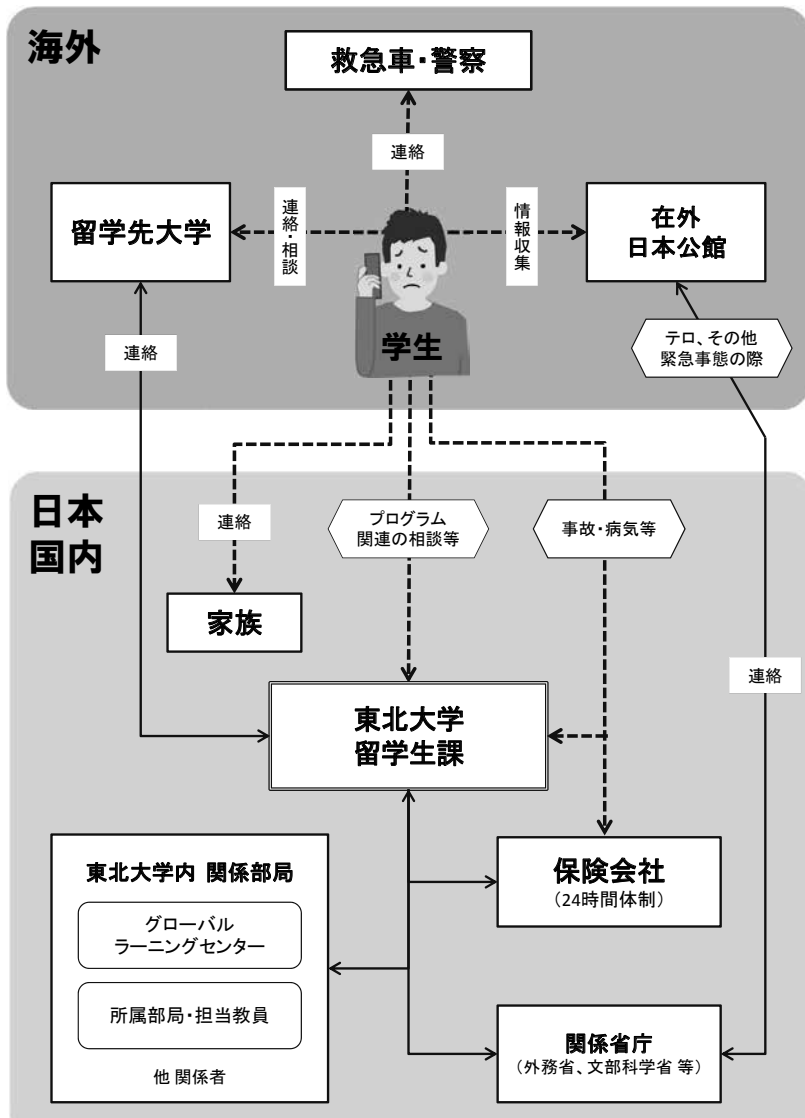 海外
救急車・警察
連絡
留学先大学
連絡・相談
情報収集
在外
日本公館
学生
連絡
テロ、その他
緊急事態の際
日本
国内
連絡
プログラム
関連の相談等
事故・病気等
家族
連絡
東北大学
留学生課
東北大学内 関係部局
グローバル
ラーニングセンター
所属部局・担当教員
他 関係者
保険会社
（24時間体制）
関係省庁
（外務省、文部科学省 等）